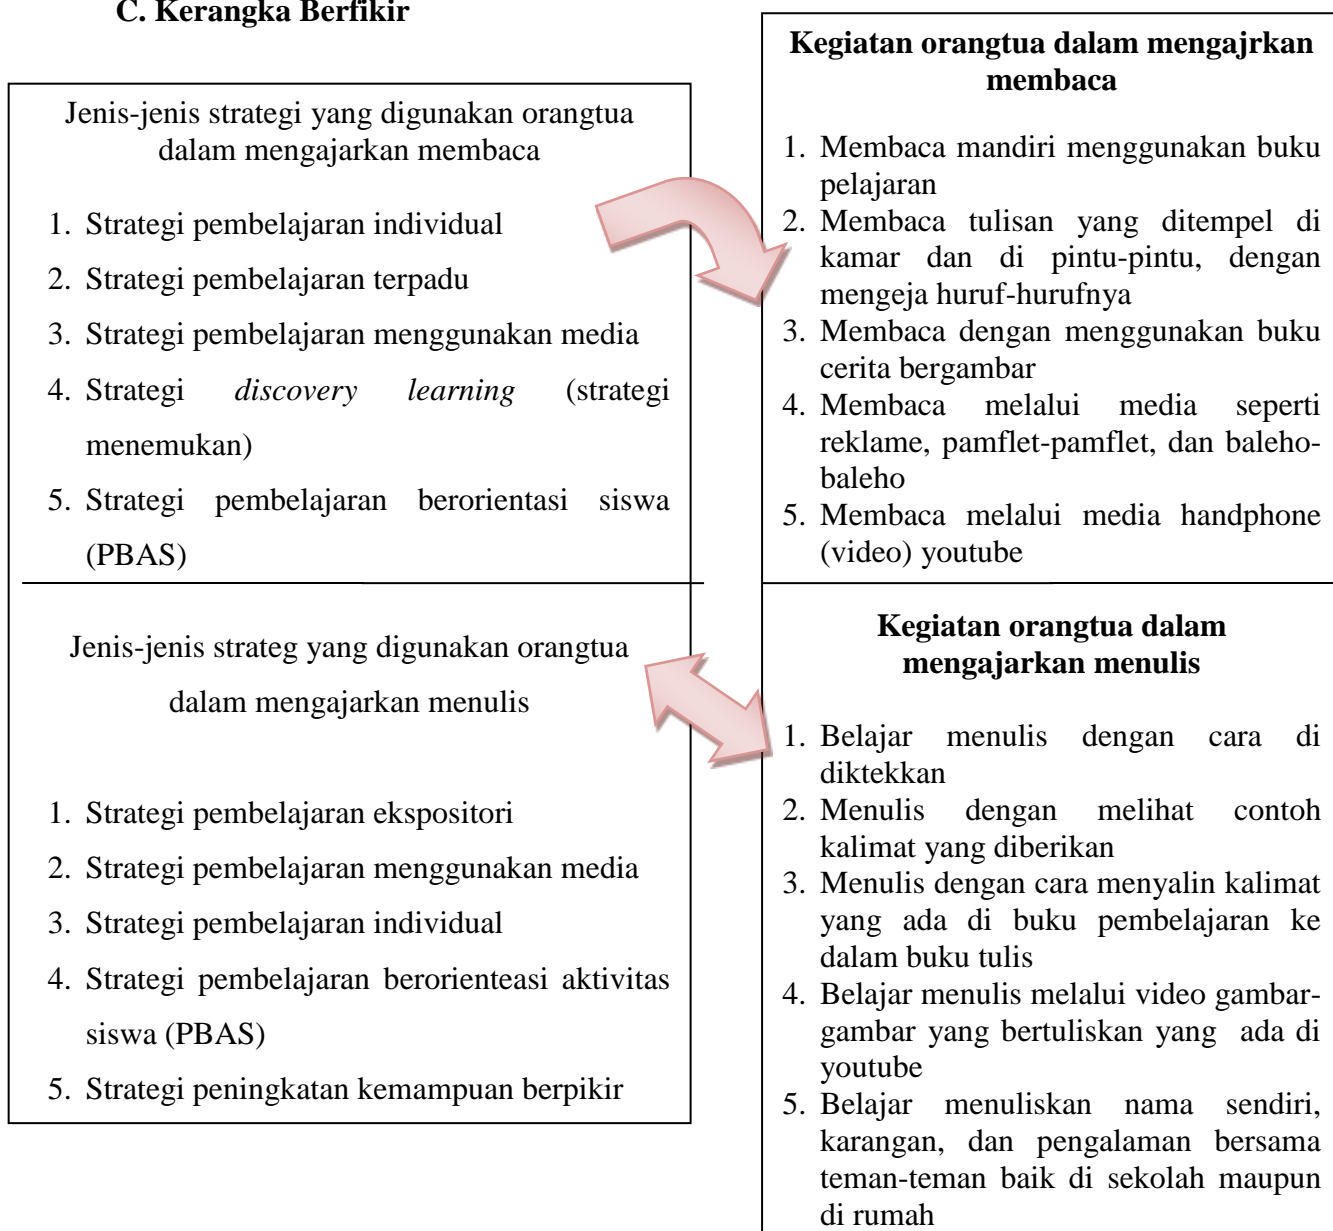 C. Kerangka Berfikir
Jenis-jenis strategi yang digunakan orangtua
dalam mengajarkan membaca
1. Strategi pembelajaran individual
2. Strategi pembelajaran terpadu
3. Strategi pembelajaran menggunakan media
4. Strategi discovery learning (strategi
menemukan)
5. Strategi pembelajaran berorientasi siswa
(PBAS)
Jenis-jenis strateg yang digunakan orangtua
dalam mengajarkan menulis
1. Strategi pembelajaran ekspositori
2. Strategi pembelajaran menggunakan media
3. Strategi pembelajaran individual
4. Strategi pembelajaran berorienteasi aktivitas
siswa (PBAS)
5. Strategi peningkatan kemampuan berpikir
Kegiatan orangtua dalam mengajrkan
membaca
1. Membaca mandiri menggunakan buku
pelajaran
2. Membaca tulisan yang ditempel di
kamar dan di pintu-pintu, dengan
mengeja huruf-hurufnya
3. Membaca dengan menggunakan buku
cerita bergambar
4. Membaca melalui media seperti
reklame, pamflet-pamflet, dan baleho-
baleho
5. Membaca melalui media handphone
(video) youtube
Kegiatan orangtua dalam
mengajarkan menulis
1. Belajar menulis dengan cara di
diktekkan
2. Menulis dengan melihat contoh
kalimat yang diberikan
3. Menulis dengan cara menyalin kalimat
yang ada di buku pembelajaran ke
dalam buku tulis
4. Belajar menulis melalui video gambar-
gambar yang bertuliskan yang ada di
youtube
5. Belajar menuliskan nama sendiri,
karangan, dan pengalaman bersama
teman-teman baik di sekolah maupun
di rumah